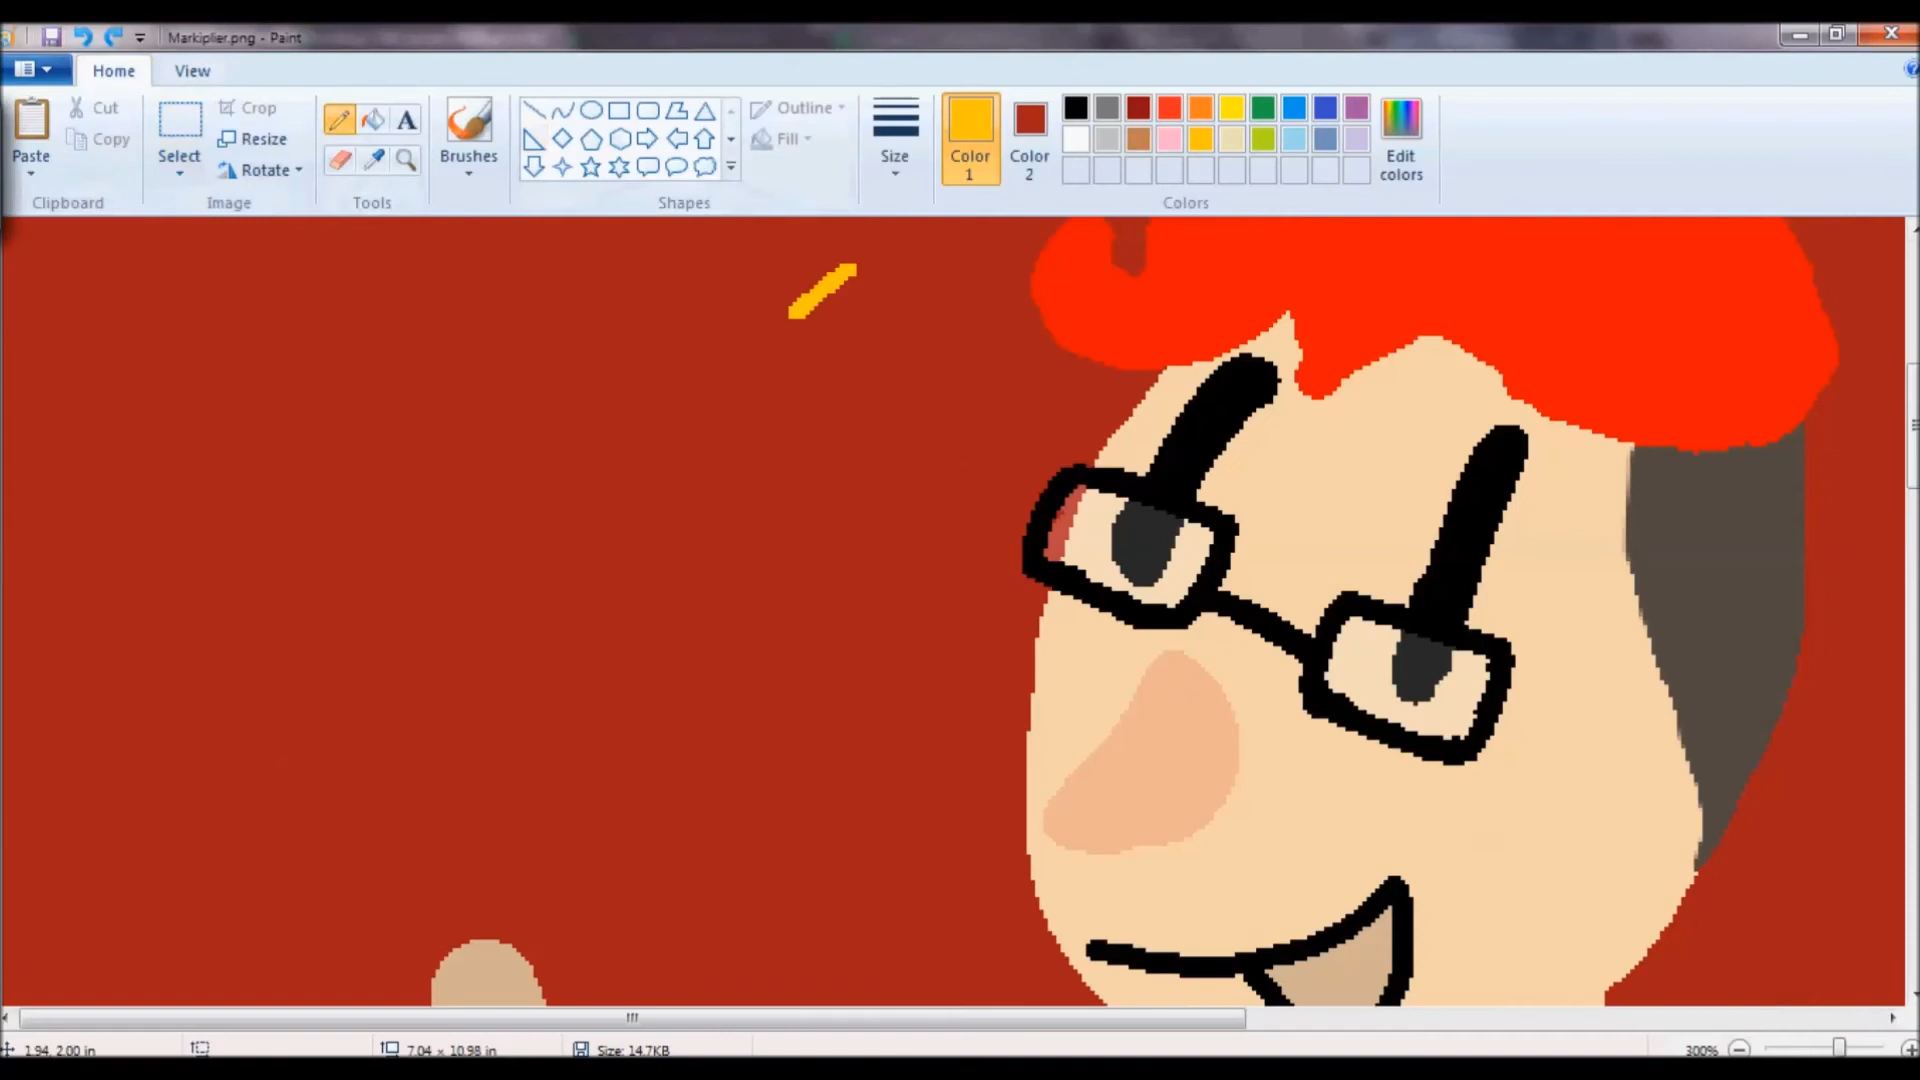 Markiplier.png - Paint
Home View
Cut
Copy
Paste
Clipboard
Select
Crop
Resize
Rotate
Image
A
Tools
Brushes
Shapes
Outline
Fill
Size
Color 1
Color 2
Edit colors
Colors
1.94, 2.00 in
7.04 × 10.98 in
Size: 14.7KB
300%